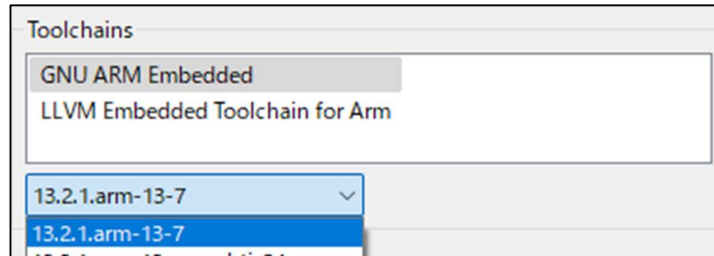 Toolchains
GNU ARM Embedded
LLVM Embedded Toolchain for Arm
13.2.1.arm-13-7
13.2.1.arm-13-7